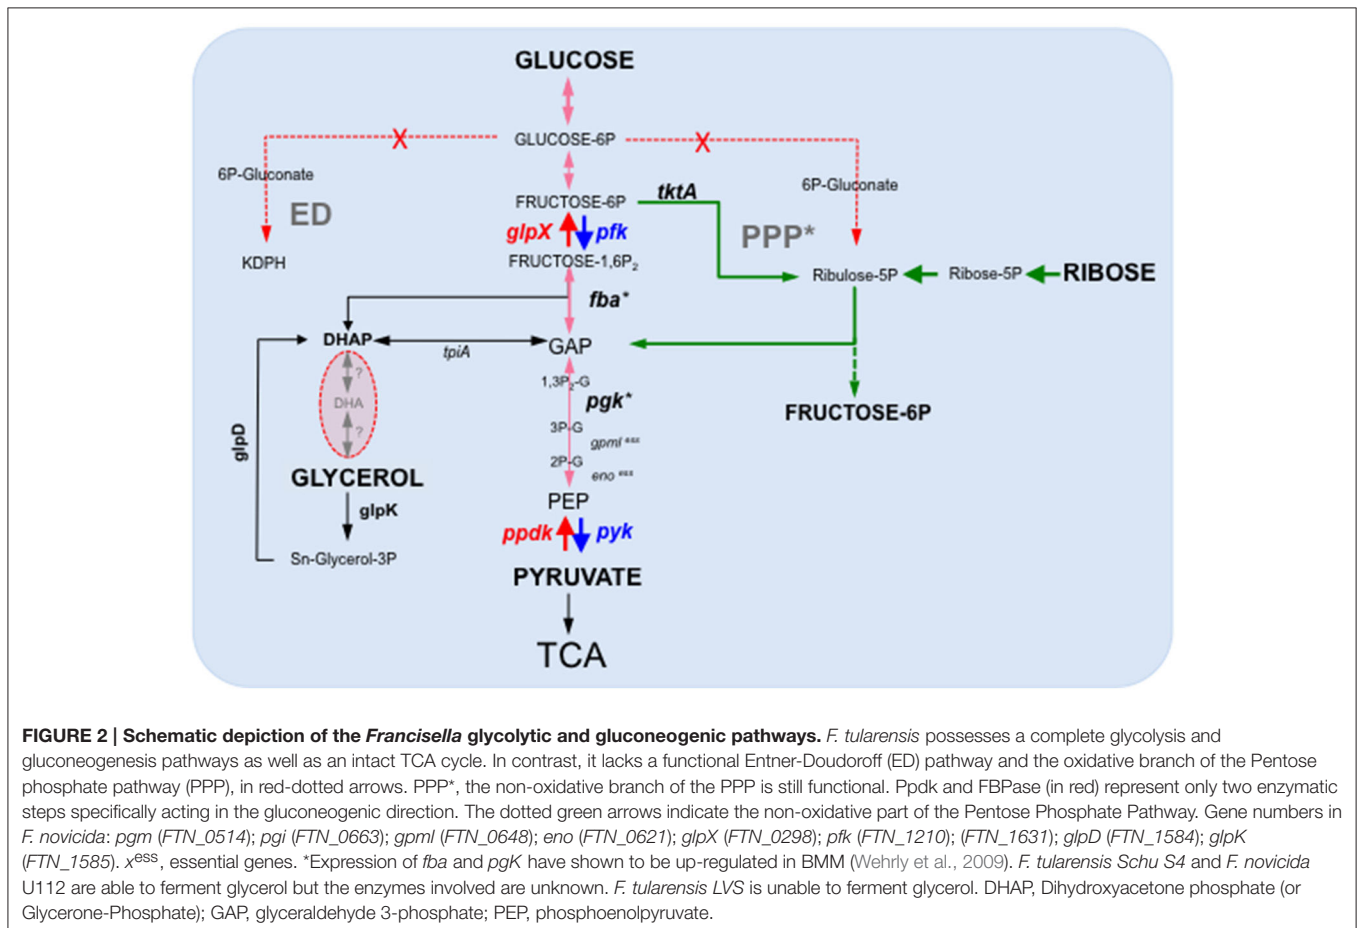 GLUCOSE
GLUCOSE-6P
X
X
6P-Gluconate
6P-Gluconate
ED
FRUCTOSE-6P
tktA
glpX
pfk
PPP*
KDPH
FRUCTOSE-1,6P2
Ribulose-5P
Ribose-5P
RIBOSE
fba*
DHAP
tpiA
GAP
?
1,3P2-G
DHA
pgk*
FRUCTOSE-6P
?
3P-G
gpmI ess
glpD
2P-G
eno ess
GLYCEROL
PEP
glpK
ppdk
pyk
Sn-Glycerol-3P
PYRUVATE
TCA
FIGURE 2 | Schematic depiction of the Francisella glycolytic and gluconeogenic pathways. F. tularensis possesses a complete glycolysis and
gluconeogenesis pathways as well as an intact TCA cycle. In contrast, it lacks a functional Entner-Doudoroff (ED) pathway and the oxidative branch of the Pentose
phosphate pathway (PPP), in red-dotted arrows. PPP*, the non-oxidative branch of the PPP is still functional. Ppdk and FBPase (in red) represent only two enzymatic
steps specifically acting in the gluconeogenic direction. The dotted green arrows indicate the non-oxidative part of the Pentose Phosphate Pathway. Gene numbers in
F. novicida: pgm (FTN_0514); pgi (FTN_0663); gpmI (FTN_0648); eno (FTN_0621); glpX (FTN_0298); pfk (FTN_1210); (FTN_1631); glpD (FTN_1584); glpK
(FTN_1585). xess, essential genes. *Expression of fba and pgK have shown to be up-regulated in BMM (Wehrly et al., 2009). F. tularensis Schu S4 and F. novicida
U112 are able to ferment glycerol but the enzymes involved are unknown. F. tularensis LVS is unable to ferment glycerol. DHAP, Dihydroxyacetone phosphate (or
Glycerone-Phosphate); GAP, glyceraldehyde 3-phosphate; PEP, phosphoenolpyruvate.